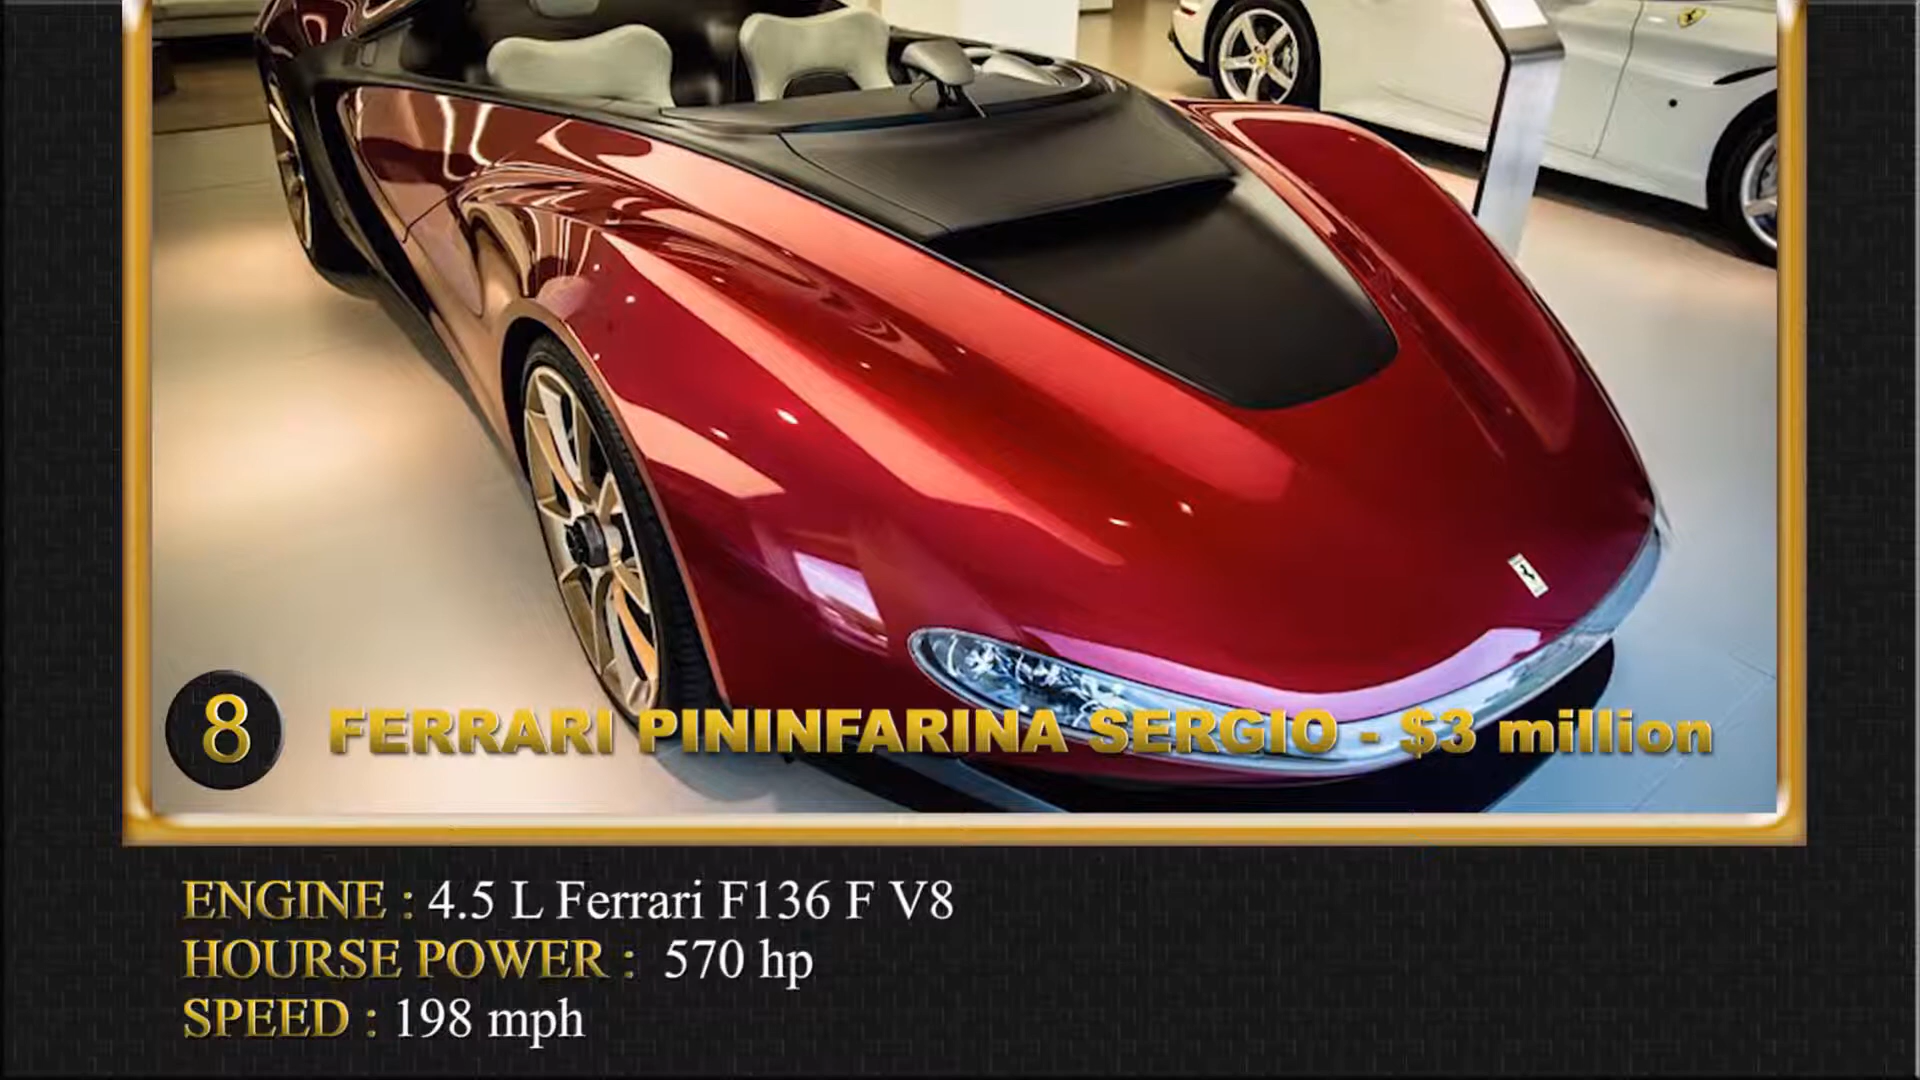 8 FERRARI PININFARINA SERGIO - $3 million
ENGINE : 4.5 L Ferrari F136 F V8
HOURSE POWER : 570 hp
SPEED : 198 mph